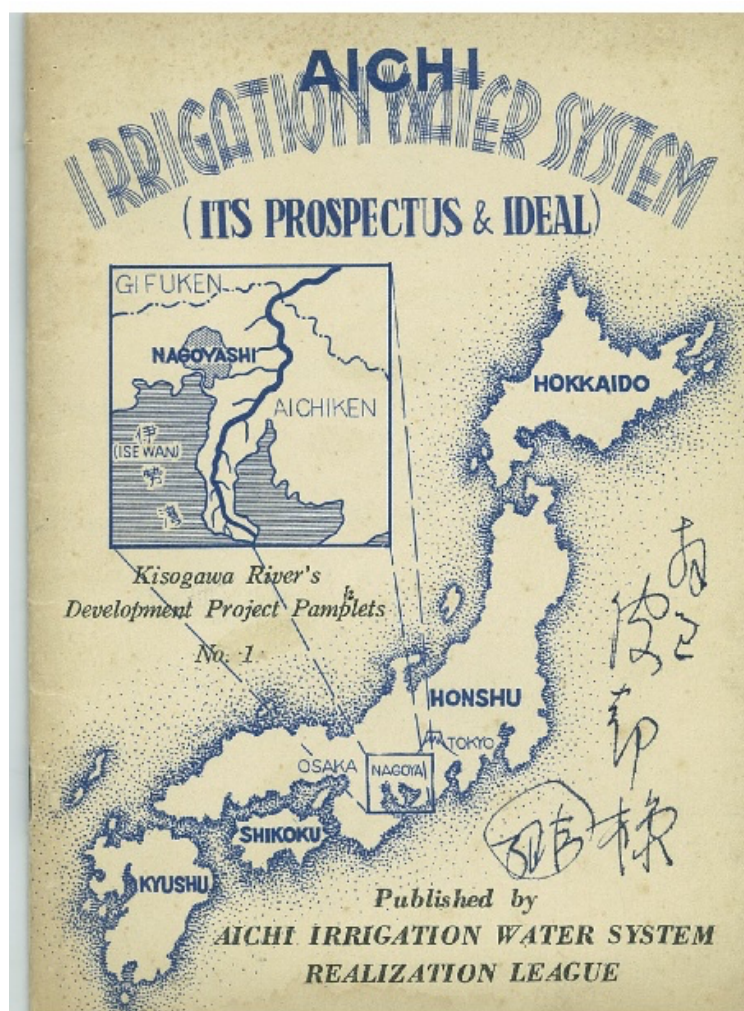 AICHI
IRRIGATION WATER SYSTEM
(ITS PROSPECTUS & IDEAL)
GIFUKEN
NAGOYASHI
AICHIKEN
伊
(ISE WAN)
勢
湾
HOKKAIDO
Kisogawa River's
Development Project Pamplets
h
No. 1
HONSHU
TOKYO
OSAKA
NAGOYA
SHIKOKU
KYUSHU
様
Published by
AICHI IRRIGATION WATER SYSTEM
REALIZATION LEAGUE